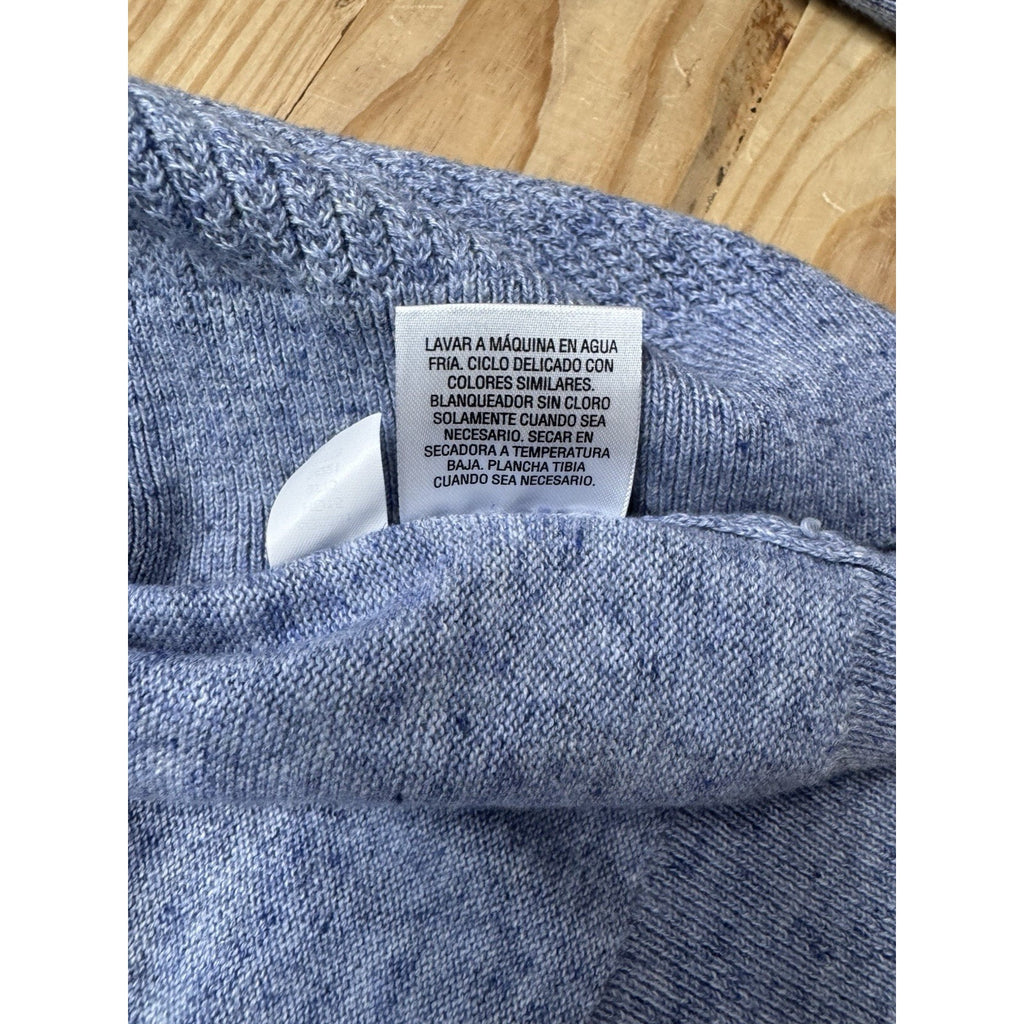 LAVAR A MÁQUINA EN AGUA
FRÍA. CICLO DELICADO CON
COLORES SIMILARES.
BLANQUEADOR SIN CLORO
SOLAMENTE CUANDO SEA
NECESARIO. SECAR EN
SECADORA A TEMPERATURA
BAJA. PLANCHA TIBIA
CUANDO SEA NECESARIO.